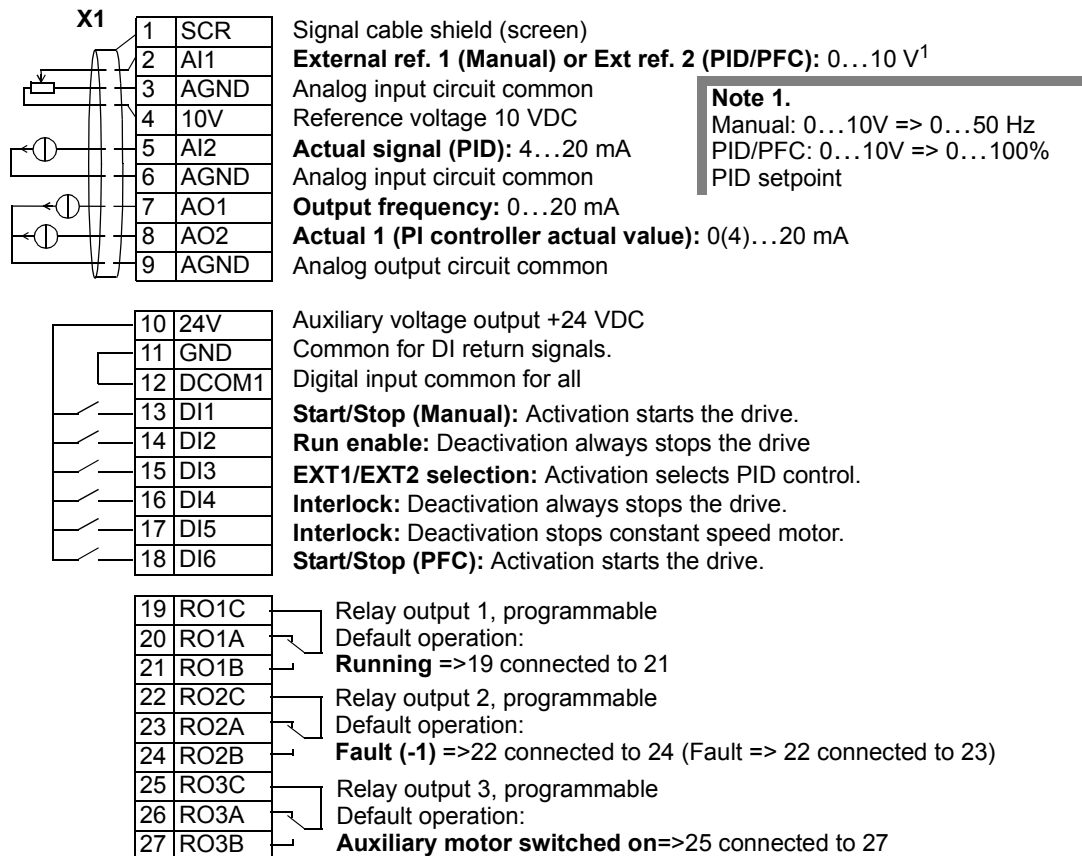 X1
1 SCR Signal cable shield (screen)
2 AI1 External ref. 1 (Manual) or Ext ref. 2 (PID/PFC): 0…10 V1
3 AGND Analog input circuit common
4 10V Reference voltage 10 VDC
5 AI2 Actual signal (PID): 4…20 mA
6 AGND Analog input circuit common
7 AO1 Output frequency: 0…20 mA
8 AO2 Actual 1 (PI controller actual value): 0(4)…20 mA
9 AGND Analog output circuit common
Note 1.
Manual: 0…10V => 0…50 Hz
PID/PFC: 0…10V => 0…100%
PID setpoint
10 24V Auxiliary voltage output +24 VDC
11 GND Common for DI return signals.
12 DCOM1 Digital input common for all
13 DI1 Start/Stop (Manual): Activation starts the drive.
14 DI2 Run enable: Deactivation always stops the drive
15 DI3 EXT1/EXT2 selection: Activation selects PID control.
16 DI4 Interlock: Deactivation always stops the drive.
17 DI5 Interlock: Deactivation stops constant speed motor.
18 DI6 Start/Stop (PFC): Activation starts the drive.
19 RO1C Relay output 1, programmable
20 RO1A Default operation:
21 RO1B Running =>19 connected to 21
22 RO2C Relay output 2, programmable
23 RO2A Default operation:
24 RO2B Fault (-1) =>22 connected to 24 (Fault => 22 connected to 23)
25 RO3C Relay output 3, programmable
26 RO3A Default operation:
27 RO3B Auxiliary motor switched on=>25 connected to 27